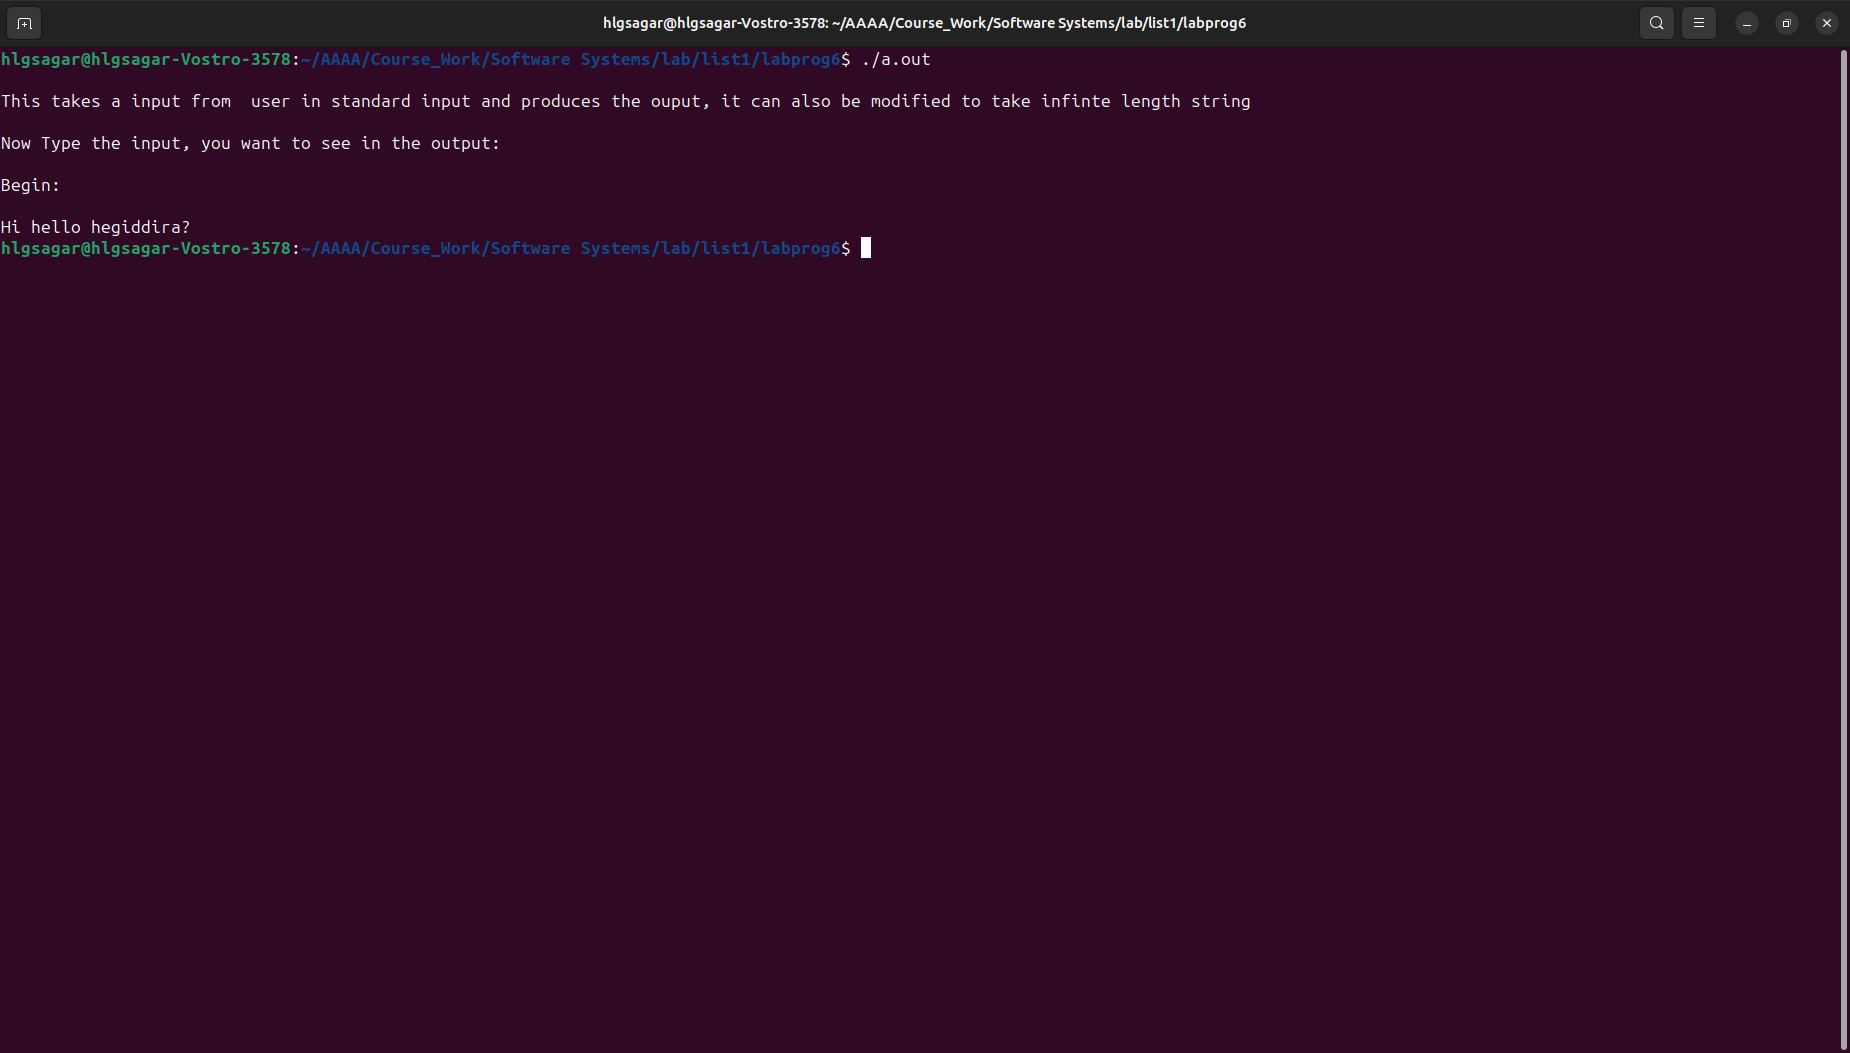 hlgsagar@hlgsagar-Vostro-3578: ~/AAAA/Course_Work/Software Systems/lab/list1/labprog6
hlgsagar@hlgsagar-Vostro-3578:~/AAAA/Course_Work/Software Systems/lab/list1/labprog6$ ./a.out
This takes a input from  user in standard input and produces the ouput, it can also be modified to take infinte length string
Now Type the input, you want to see in the output:
Begin:
Hi hello hegiddira?
hlgsagar@hlgsagar-Vostro-3578:~/AAAA/Course_Work/Software Systems/lab/list1/labprog6$